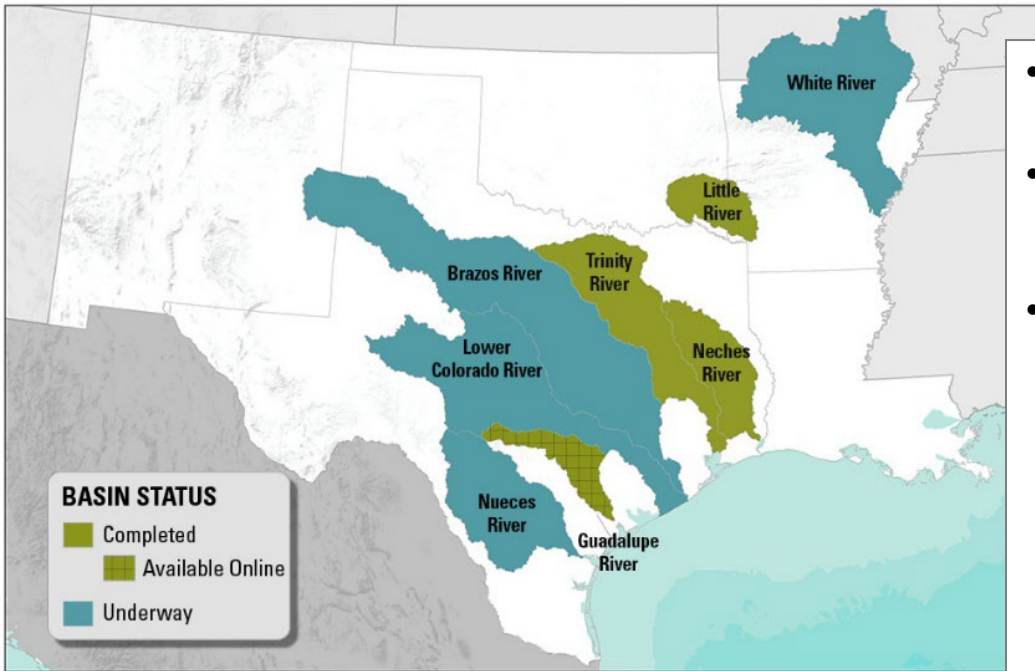 White River
Little
River
Trinity
River
Brazos River
Neches
River
Lower
Colorado River
Nueces
River
Guadalupe
River
BASIN STATUS
Completed
Available Online
Underway
•
•
•